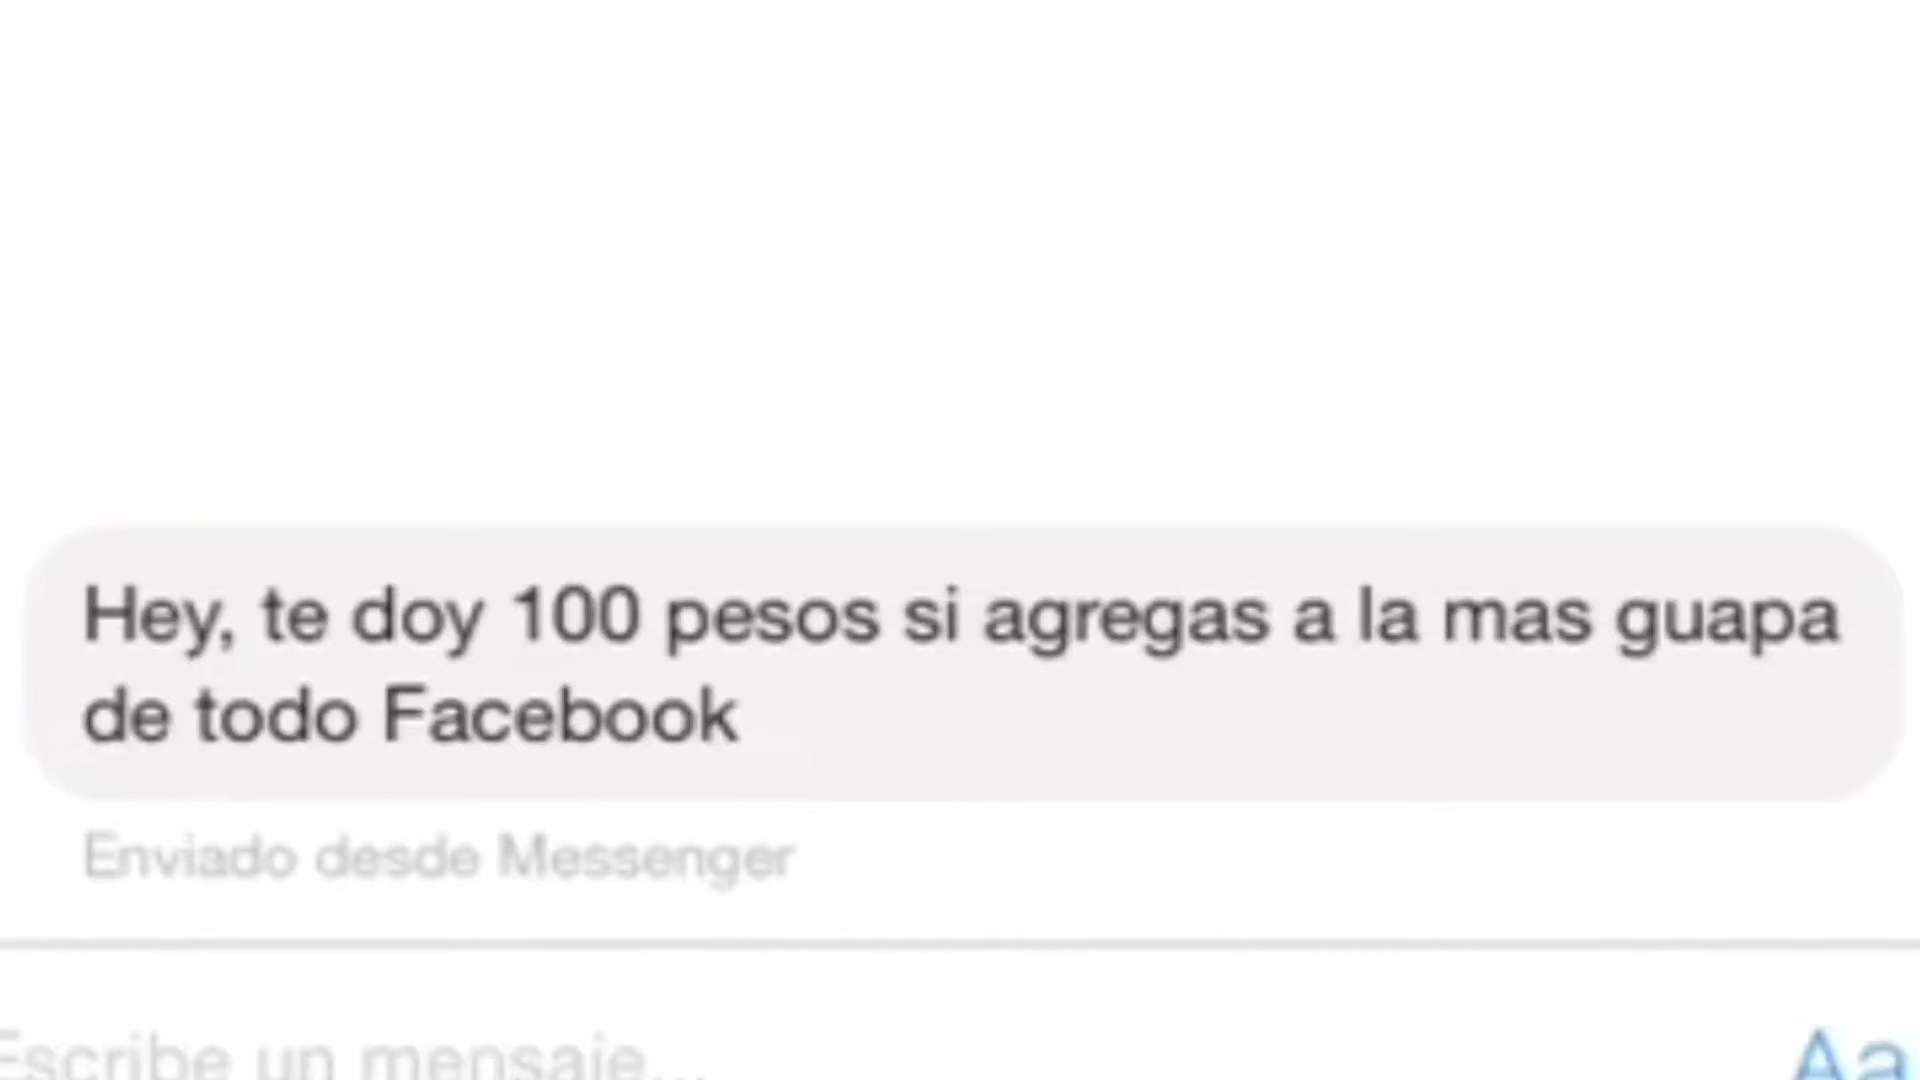 Hey, te doy 100 pesos si agregas a la mas guapa
de todo Facebook
Enviado desde Messenger
Escribe un mensaje...
Aa